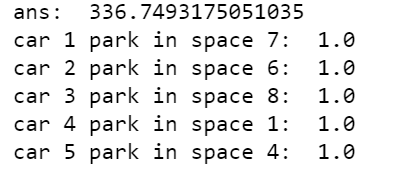 ans:  336.7493175051035
car 1 park in space 7:  1.0
car 2 park in space 6:  1.0
car 3 park in space 8:  1.0
car 4 park in space 1:  1.0
car 5 park in space 4:  1.0